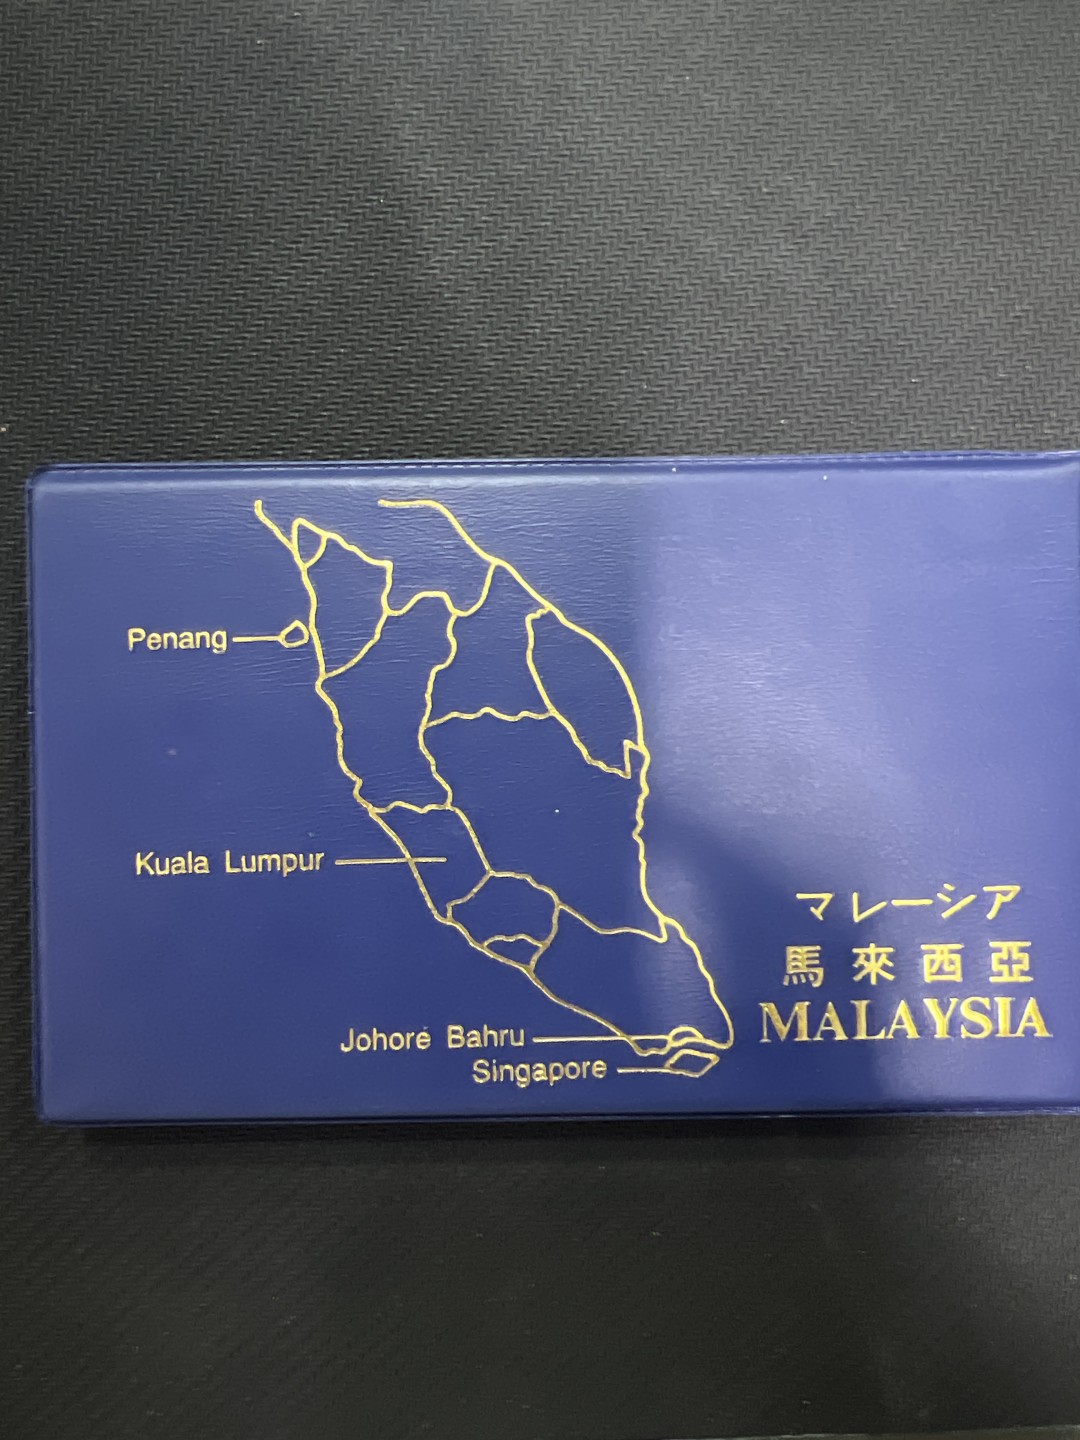 Penang
Kuala Lumpur
マレーシア
馬來西亞
MALAYSIA
Johore Bahru
Singapore